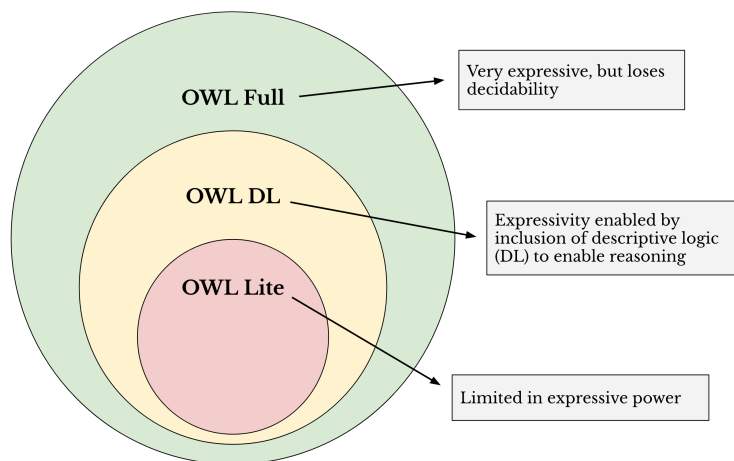 OWL Full
Very expressive, but loses
decidability
OWL DL
Expressivity enabled by
inclusion of descriptive logic
(DL) to enable reasoning
OWL Lite
Limited in expressive power